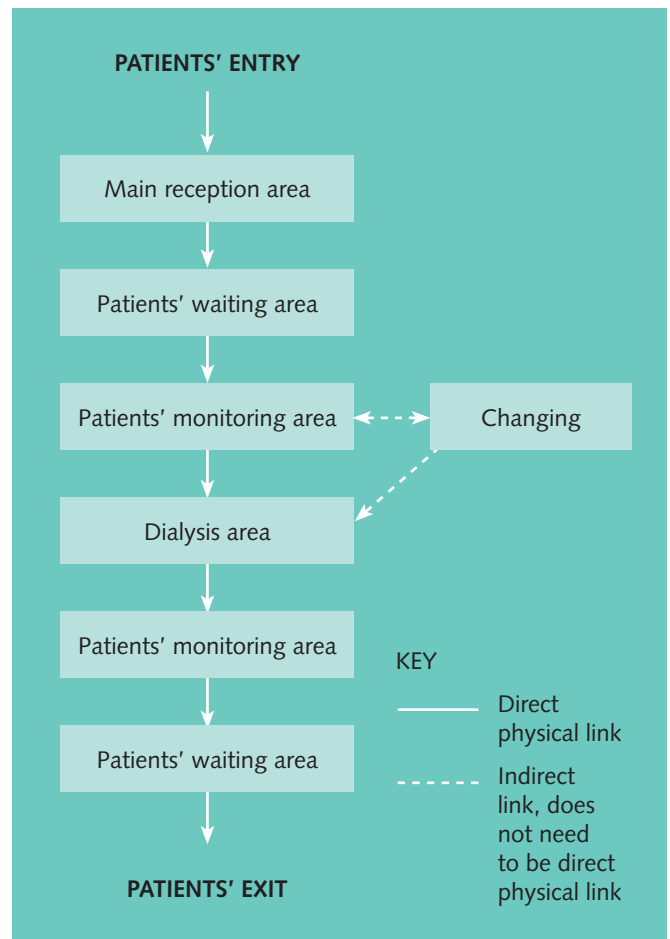 PATIENTS’ ENTRY
Main reception area
Patients’ waiting area
Patients’ monitoring area
Changing
Dialysis area
Patients’ monitoring area
Patients’ waiting area
PATIENTS’ EXIT
KEY
Direct
physical link
Indirect
link, does
not need
to be direct
physical link